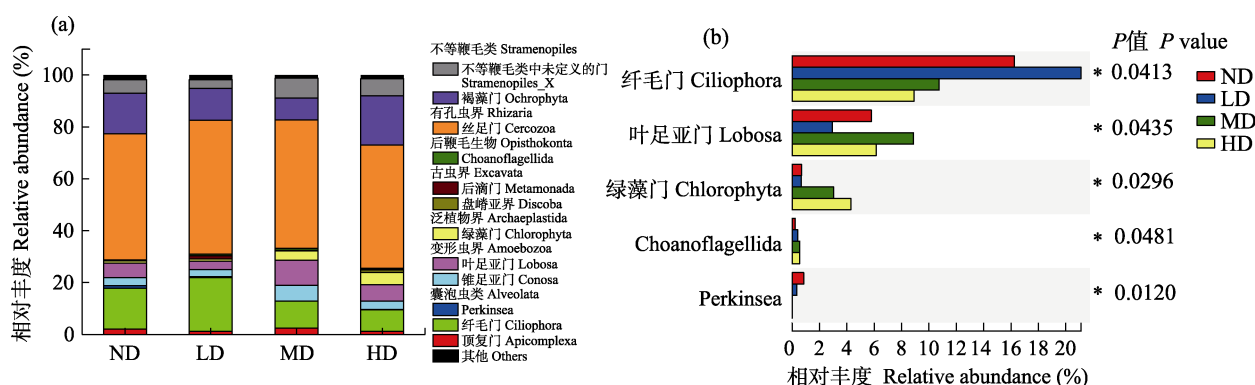 (a)
相对丰度 Relative abundance (%)
100
80
60
40
20
0
ND LD MD HD
不等鞭毛类 Stramenopiles
不等鞭毛类中未定义的门
Stramenopiles_X
褐藻门 Ochrophyta
有孔虫界 Rhizaria
丝足门 Cercozoa
后鞭毛生物 Opisthokonta
Choanoflagellida
古虫界 Excavata
后滴门 Metamonada
盘嵴亚界 Discoba
泛植物界 Archaeplastida
绿藻门 Chlorophyta
变形虫界 Amoebozoa
叶足亚门 Lobosa
锥足亚门 Conosa
囊泡虫类 Alveolata
Perkinsea
纤毛门 Ciliophora
顶复门 Apicomplexa
其他 Others
(b)
P值 P value
纤毛门 Ciliophora * 0.0413
叶足亚门 Lobosa * 0.0435
绿藻门 Chlorophyta * 0.0296
Choanoflagellida * 0.0481
Perkinsea * 0.0120
0 2 4 6 8 10 12 14 16 18 20
相对丰度 Relative abundance (%)
ND
LD
MD
HD